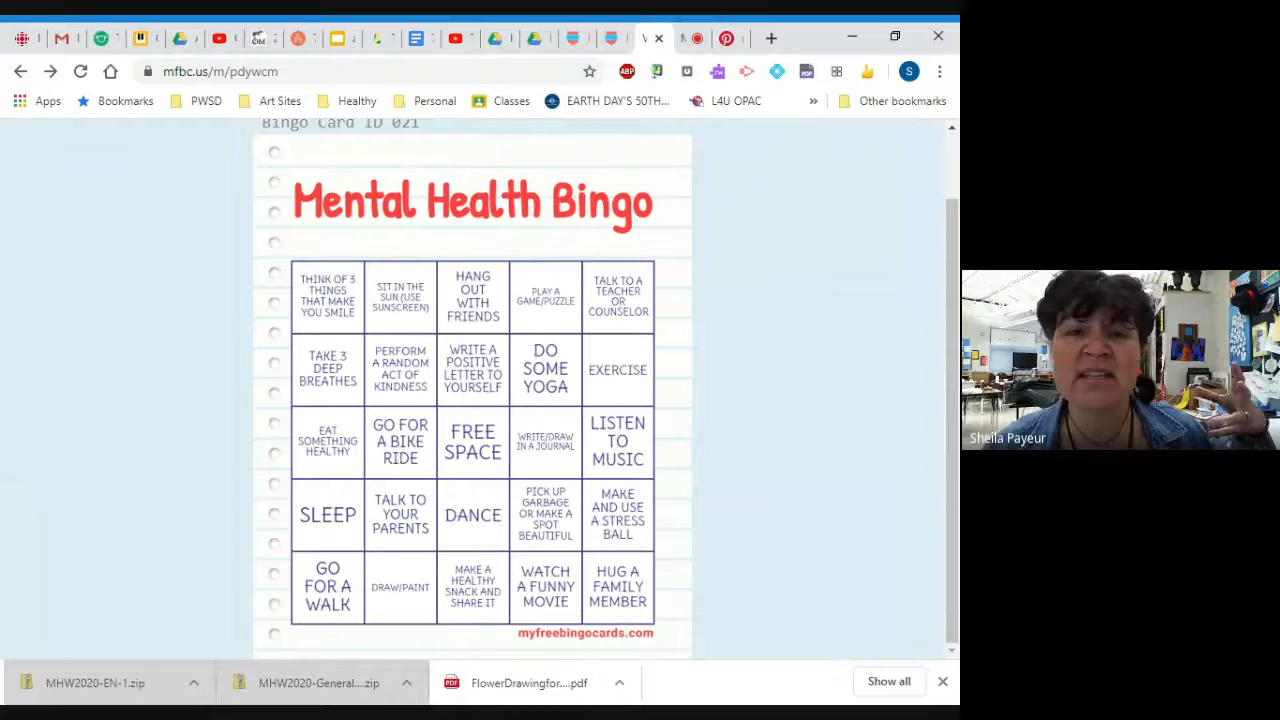 mfbc.us/m/pdywcm
ABP
PDF
S
Apps
Bookmarks
PWSD
Art Sites
Healthy
Personal
Classes
EARTH DAY'S 50TH...
L4U OPAC
»
Other bookmarks
Bingo Card ID 021
Mental Health Bingo
THINK OF 3
THINGS
THAT MAKE
YOU SMILE
SIT IN THE
SUN (USE
SUNSCREEN)
HANG
OUT
WITH
FRIENDS
PLAY A
GAME/PUZZLE
TALK TO A
TEACHER
OR
COUNSELOR
TAKE 3
DEEP
BREATHES
PERFORM
A RANDOM
ACT OF
KINDNESS
WRITE A
POSITIVE
LETTER TO
YOURSELF
DO
SOME
YOGA
EXERCISE
EAT
SOMETHING
HEALTHY
GO FOR
A BIKE
RIDE
FREE
SPACE
WRITE/DRAW
IN A JOURNAL
LISTEN
TO
MUSIC
SLEEP
TALK TO
YOUR
PARENTS
DANCE
PICK UP
GARBAGE
OR MAKE A
SPOT
BEAUTIFUL
MAKE
AND USE
A STRESS
BALL
GO
FOR A
WALK
DRAW/PAINT
MAKE A
HEALTHY
SNACK AND
SHARE IT
WATCH
A FUNNY
MOVIE
HUG A
FAMILY
MEMBER
myfreebingocards.com
MHW2020-EN-1.zip
MHW2020-General....zip
FlowerDrawingfor....pdf
Show all
Sheila Payeur